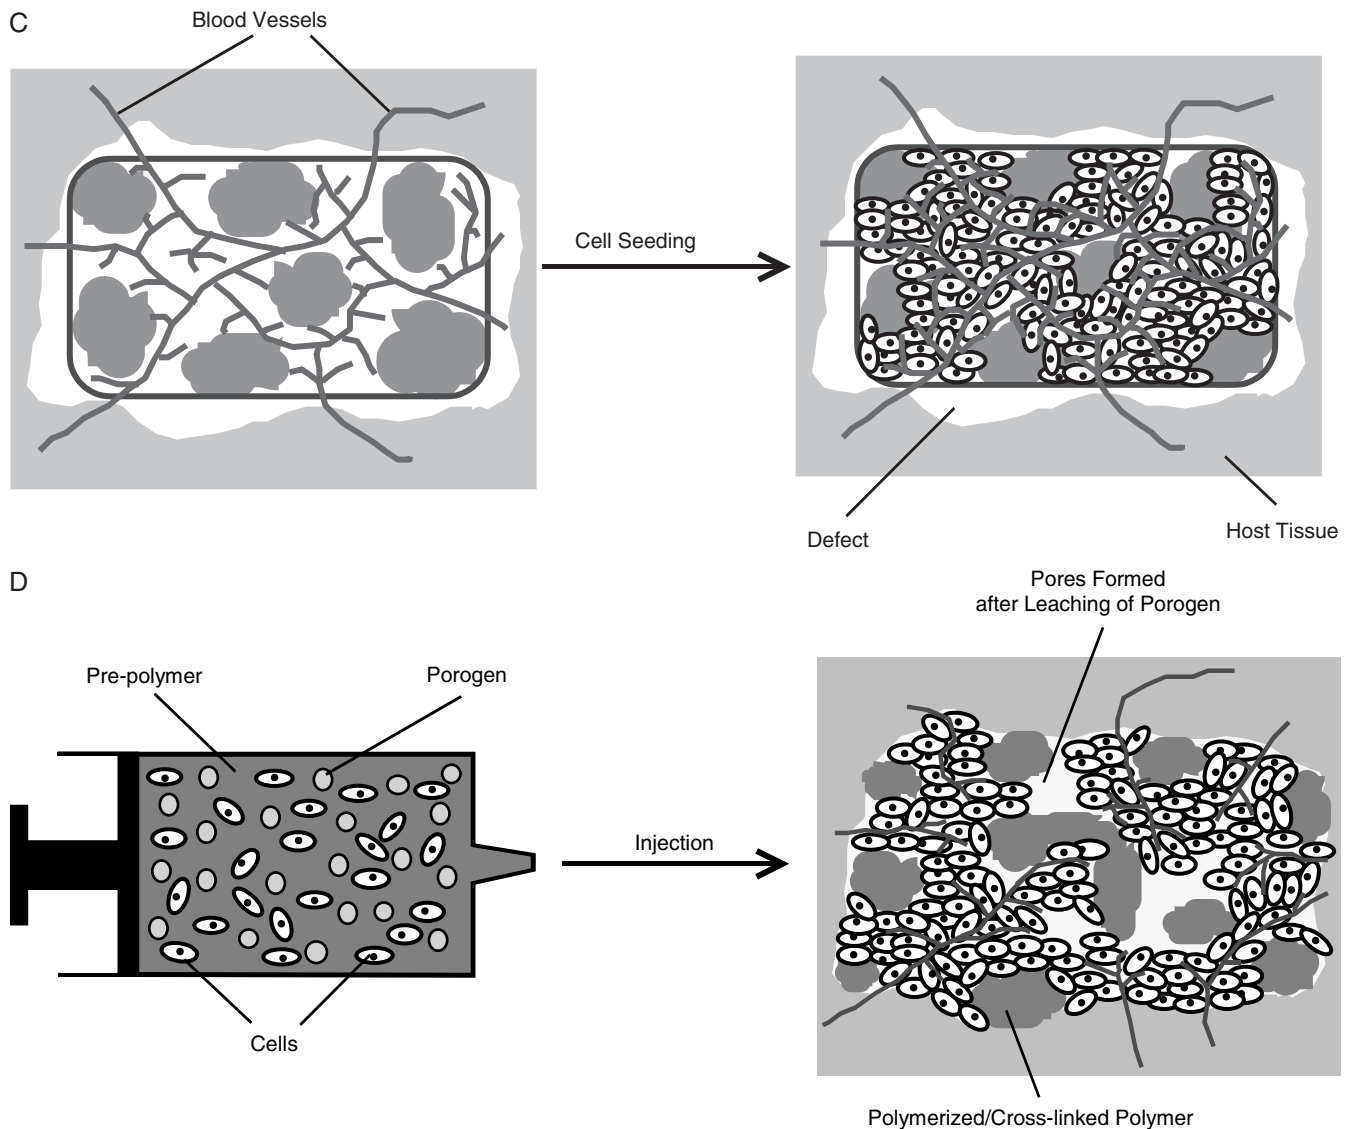 C
Blood Vessels
Cell Seeding
Defect
Host Tissue
D
Pores Formed
after Leaching of Porogen
Pre-polymer
Porogen
Injection
Cells
Polymerized/Cross-linked Polymer